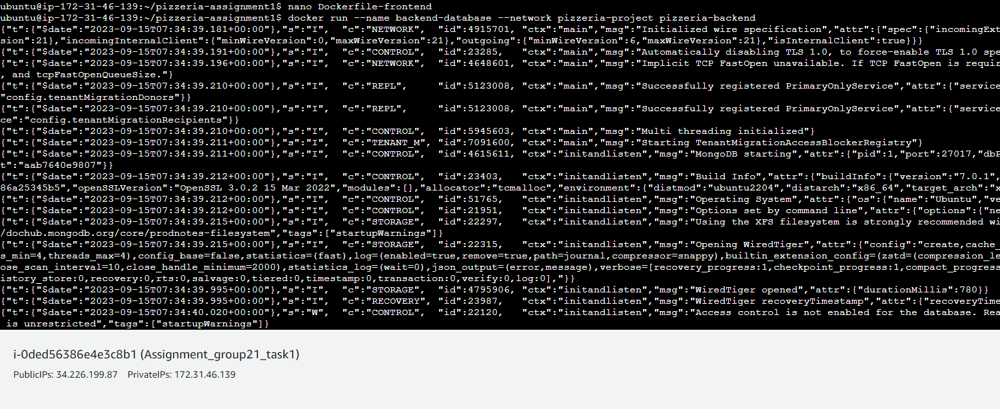 ubuntu@ip-172-31-46-139:~/pizzeria-assignment1$ nano Dockerfile-frontend
ubuntu@ip-172-31-46-139:~/pizzeria-assignment1$ docker run --name backend-database --network pizzeria-project pizzeria-backend
{"t":{"$date":"2023-09-15T07:34:39.181+00:00"},"s":"I",  "c":"NETWORK",  "id":4915701, "ctx":"main","msg":"Initialized wire specification","attr":{"spec":{"incomingExt
sion":21},"incomingInternalClient":{"minWireVersion":0,"maxWireVersion":21},"outgoing":{"minWireVersion":6,"maxWireVersion":21},"isInternalClient":true}}}
{"t":{"$date":"2023-09-15T07:34:39.191+00:00"},"s":"I",  "c":"CONTROL",  "id":23285, "ctx":"main","msg":"Automatically disabling TLS 1.0, to force-enable TLS 1.0 spe
{"t":{"$date":"2023-09-15T07:34:39.196+00:00"},"s":"I",  "c":"NETWORK",  "id":4648601, "ctx":"main","msg":"Implicit TCP FastOpen unavailable. If TCP FastOpen is requir
, and tcpFastOpenQueueSize."}
{"t":{"$date":"2023-09-15T07:34:39.210+00:00"},"s":"I",  "c":"REPL",     "id":5123008, "ctx":"main","msg":"Successfully registered PrimaryOnlyService","attr":{"service
"config.tenantMigrationDonors"}}
{"t":{"$date":"2023-09-15T07:34:39.210+00:00"},"s":"I",  "c":"REPL",     "id":5123008, "ctx":"main","msg":"Successfully registered PrimaryOnlyService","attr":{"service
ce":"config.tenantMigrationRecipients"}}
{"t":{"$date":"2023-09-15T07:34:39.210+00:00"},"s":"I",  "c":"CONTROL",  "id":5945603, "ctx":"main","msg":"Multi threading initialized"}
{"t":{"$date":"2023-09-15T07:34:39.211+00:00"},"s":"I",  "c":"TENANT_M", "id":7091600, "ctx":"main","msg":"Starting TenantMigrationAccessBlockerRegistry"}
{"t":{"$date":"2023-09-15T07:34:39.211+00:00"},"s":"I",  "c":"CONTROL",  "id":4615611, "ctx":"initandlisten","msg":"MongoDB starting","attr":{"pid":1,"port":27017,"dbP
t":"aab7640e9807"}}
{"t":{"$date":"2023-09-15T07:34:39.212+00:00"},"s":"I",  "c":"CONTROL",  "id":23403, "ctx":"initandlisten","msg":"Build Info","attr":{"buildInfo":{"version":"7.0.1",
86a25345b5","openSSLVersion":"OpenSSL 3.0.2 15 Mar 2022","modules":[],"allocator":"tcmalloc","environment":{"distmod":"ubuntu2204","distarch":"x86_64","target_arch":"x
{"t":{"$date":"2023-09-15T07:34:39.212+00:00"},"s":"I",  "c":"CONTROL",  "id":51765, "ctx":"initandlisten","msg":"Operating System","attr":{"os":{"name":"Ubuntu","ve
{"t":{"$date":"2023-09-15T07:34:39.212+00:00"},"s":"I",  "c":"CONTROL",  "id":21951, "ctx":"initandlisten","msg":"Options set by command line","attr":{"options":{"ne
{"t":{"$date":"2023-09-15T07:34:39.215+00:00"},"s":"I",  "c":"STORAGE",  "id":22297, "ctx":"initandlisten","msg":"Using the XFS filesystem is strongly recommended wi
/dochub.mongodb.org/core/prodnotes-filesystem","tags":["startupWarnings"]}
{"t":{"$date":"2023-09-15T07:34:39.215+00:00"},"s":"I",  "c":"STORAGE",  "id":22315, "ctx":"initandlisten","msg":"Opening WiredTiger","attr":{"config":"create,cache_
s_min=4,threads_max=4),config_base=false,statistics=(fast),log=(enabled=true,remove=true,path=journal,compressor=snappy),builtin_extension_config=(zstd=(compression_le
ose_scan_interval=10,close_handle_minimum=2000),statistics_log=(wait=0),json_output=(error,message),verbose=[recovery_progress:1,checkpoint_progress:1,compact_progress
istory_store:0,recovery:0,rts:0,salvage:0,tiered:0,timestamp:0,transaction:0,verify:0,log:0],"}}
{"t":{"$date":"2023-09-15T07:34:39.995+00:00"},"s":"I",  "c":"STORAGE",  "id":4795906, "ctx":"initandlisten","msg":"WiredTiger opened","attr":{"durationMillis":780}}
{"t":{"$date":"2023-09-15T07:34:39.995+00:00"},"s":"I",  "c":"RECOVERY", "id":23987, "ctx":"initandlisten","msg":"WiredTiger recoveryTimestamp","attr":{"recoveryTime
{"t":{"$date":"2023-09-15T07:34:40.020+00:00"},"s":"W",  "c":"CONTROL",  "id":22120, "ctx":"initandlisten","msg":"Access control is not enabled for the database. Rea
 is unrestricted","tags":["startupWarnings"]}
i-0ded56386e4e3c8b1 (Assignment_group21_task1)
PublicIPs: 34.226.199.87    PrivateIPs: 172.31.46.139